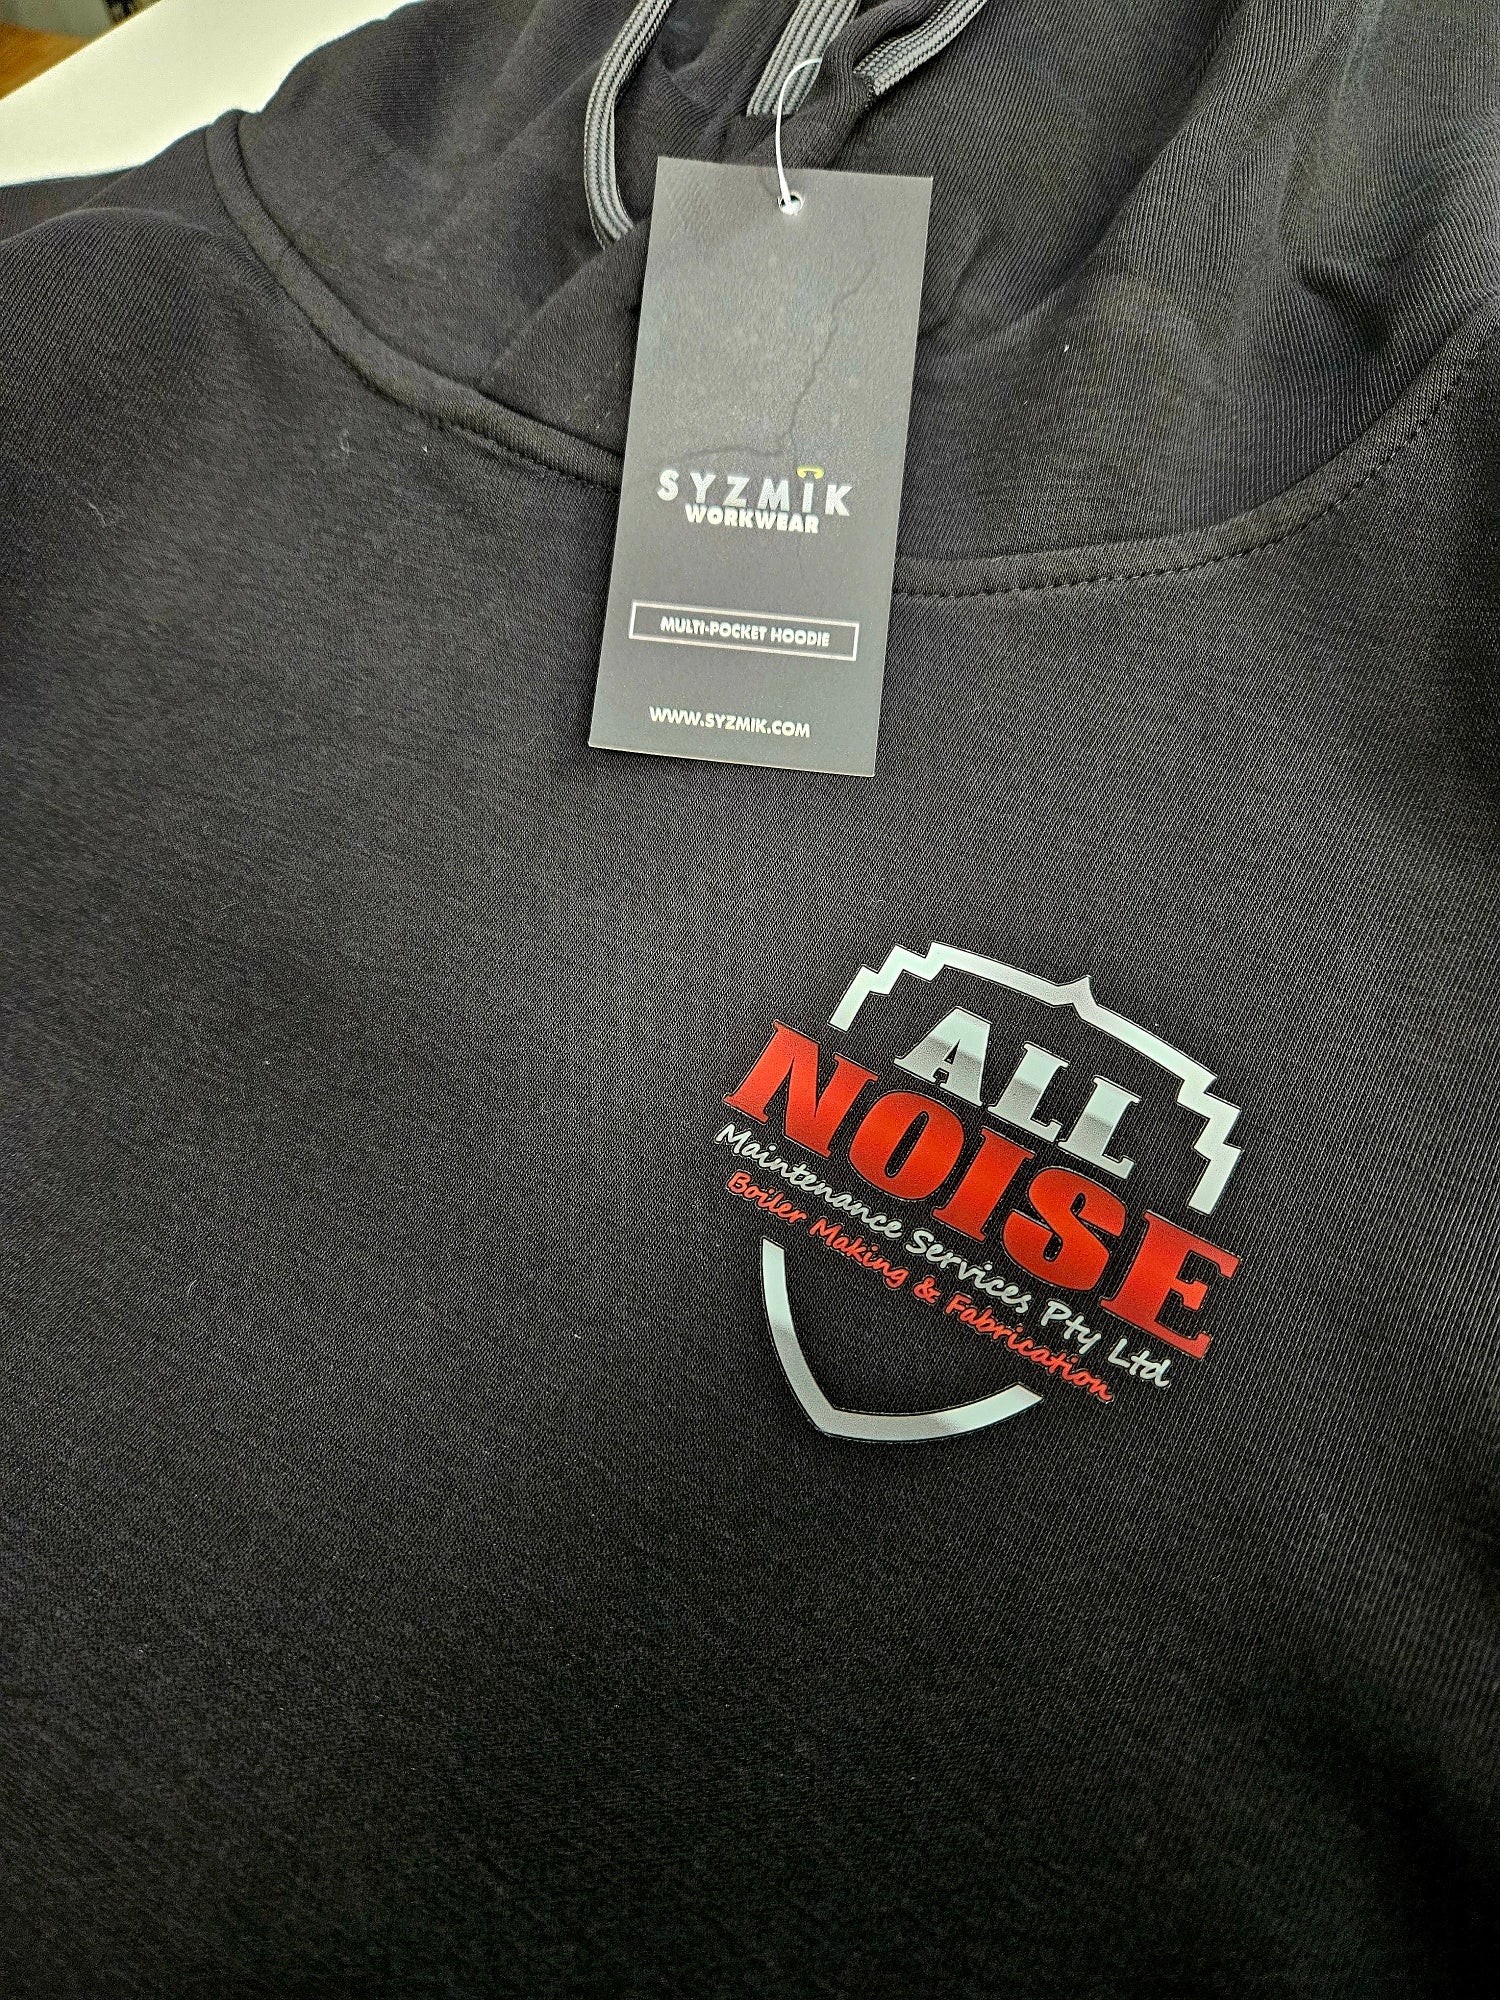 SYZMIK
WORKWEAR
MULTI-POCKET HOODIE
WWW.SYZMIK.COM
ALL
NOISE
Maintenance Services Pty Ltd
Boiler Making & Fabrication